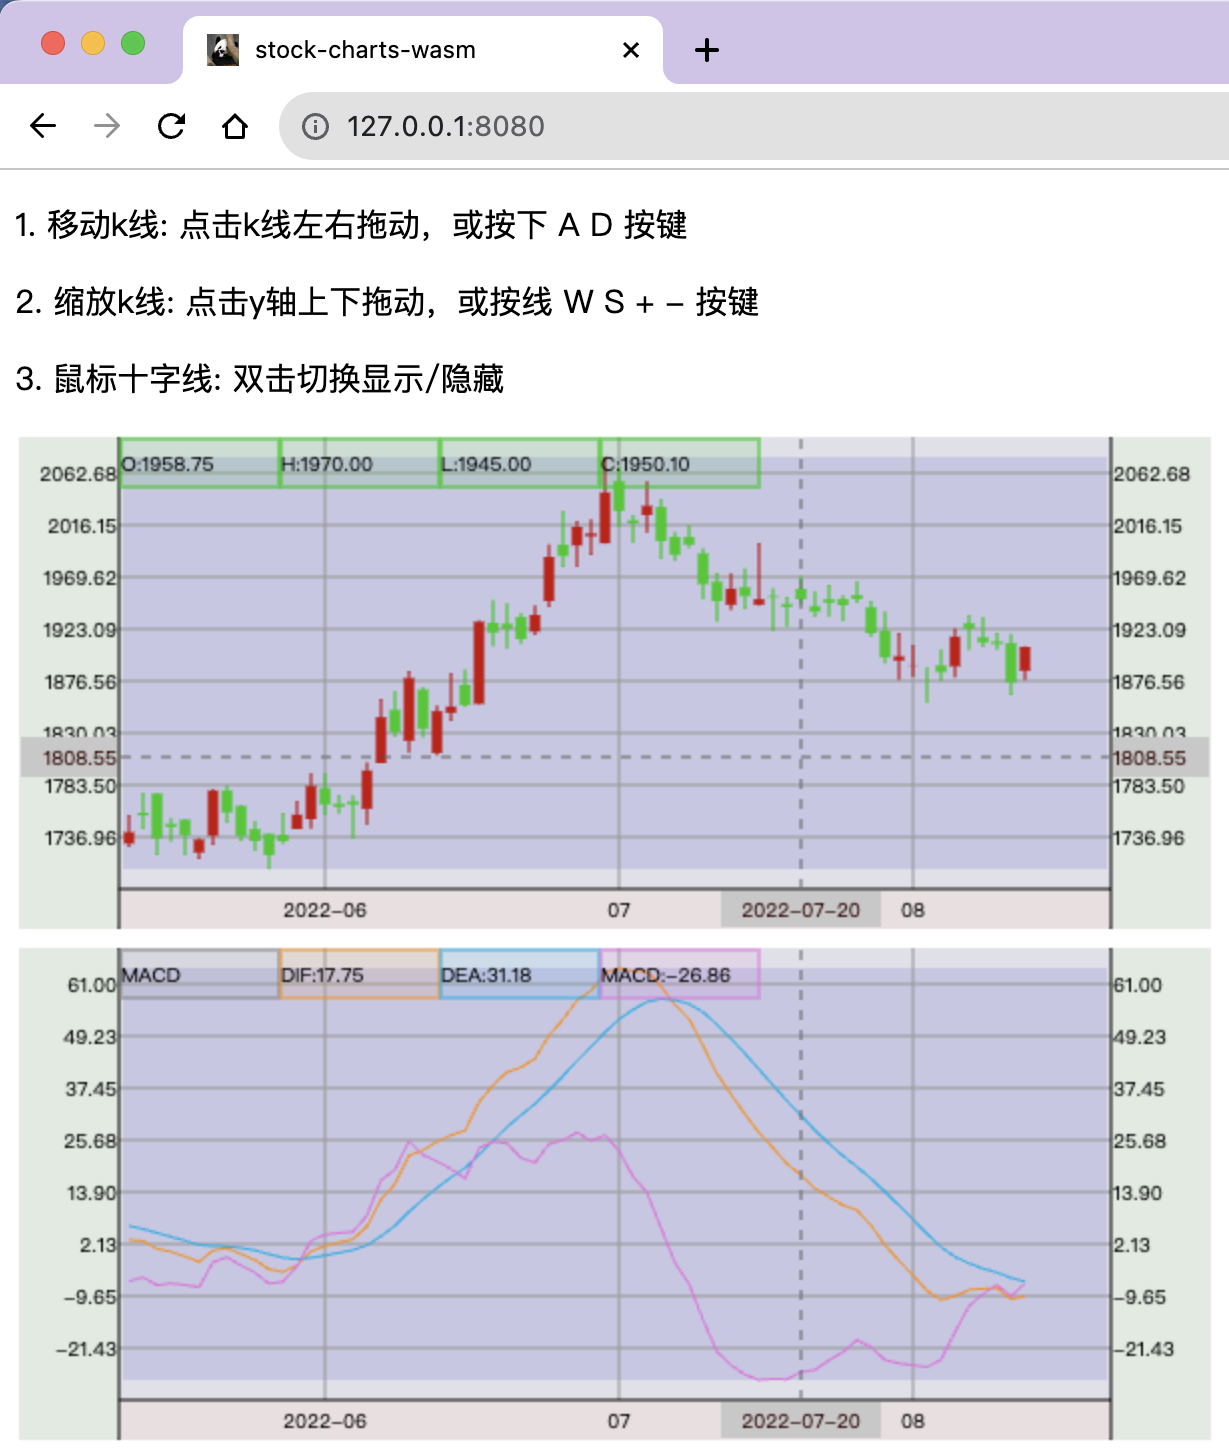 stock-charts-wasm
127.0.0.1:8080
1. 移动k线: 点击k线左右拖动，或按下 A D 按键
2. 缩放k线: 点击y轴上下拖动，或按线 W S + - 按键
3. 鼠标十字线: 双击切换显示/隐藏
O:1958.75 H:1970.00 L:1945.00 C:1950.10
2062.68 2062.68
2016.15 2016.15
1969.62 1969.62
1923.09 1923.09
1876.56 1876.56
1830.03 1830.03
1808.55 1808.55
1783.50 1783.50
1736.96 1736.96
2022-06 07 2022-07-20 08
MACD DIF:17.75 DEA:31.18 MACD:-26.86
61.00 61.00
49.23 49.23
37.45 37.45
25.68 25.68
13.90 13.90
2.13 2.13
-9.65 -9.65
-21.43 -21.43
2022-06 07 2022-07-20 08